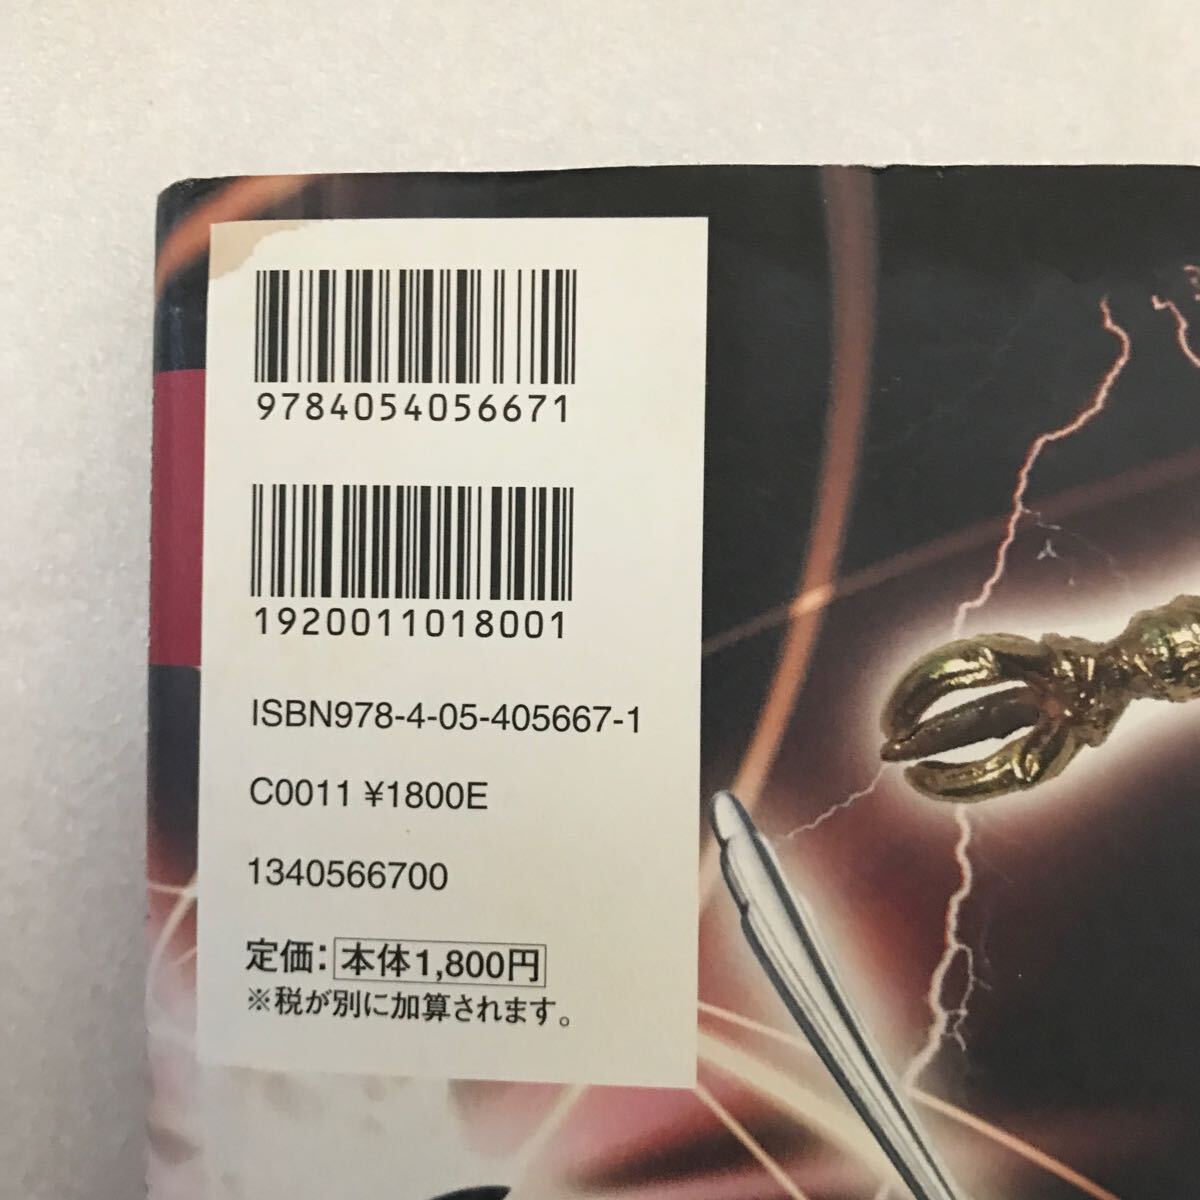 9784054056671
1920011018001
ISBN978-4-05-405667-1
C0011 ¥1800E
1340566700
定価：本体1,800円
※税が別に加算されます。